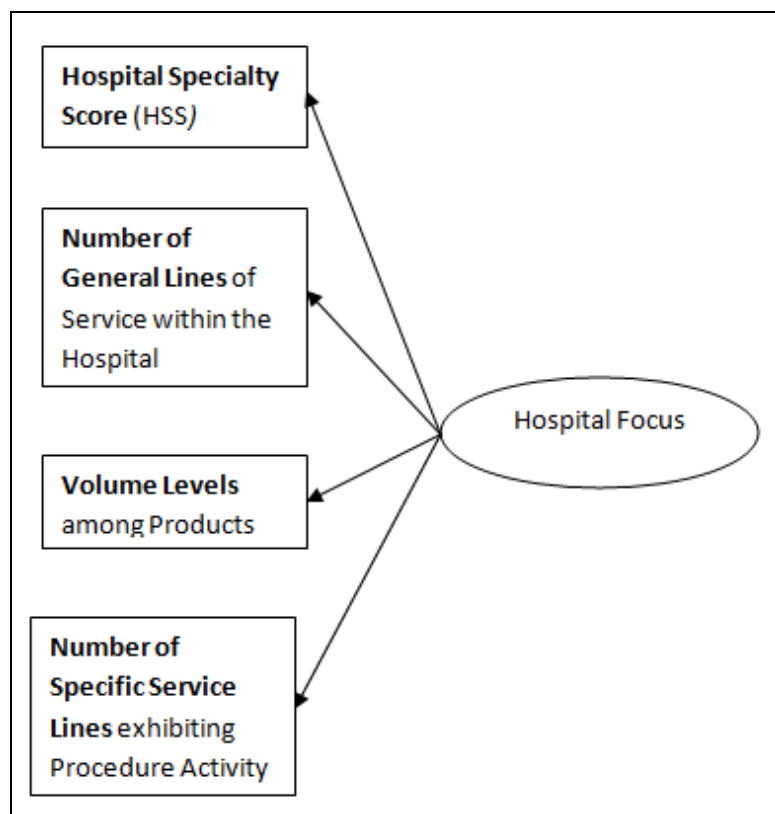 Hospital Specialty
Score (HSS)
Number of
General Lines of
Service within the
Hospital
Hospital Focus
Volume Levels
among Products
Number of
Specific Service
Lines exhibiting
Procedure Activity